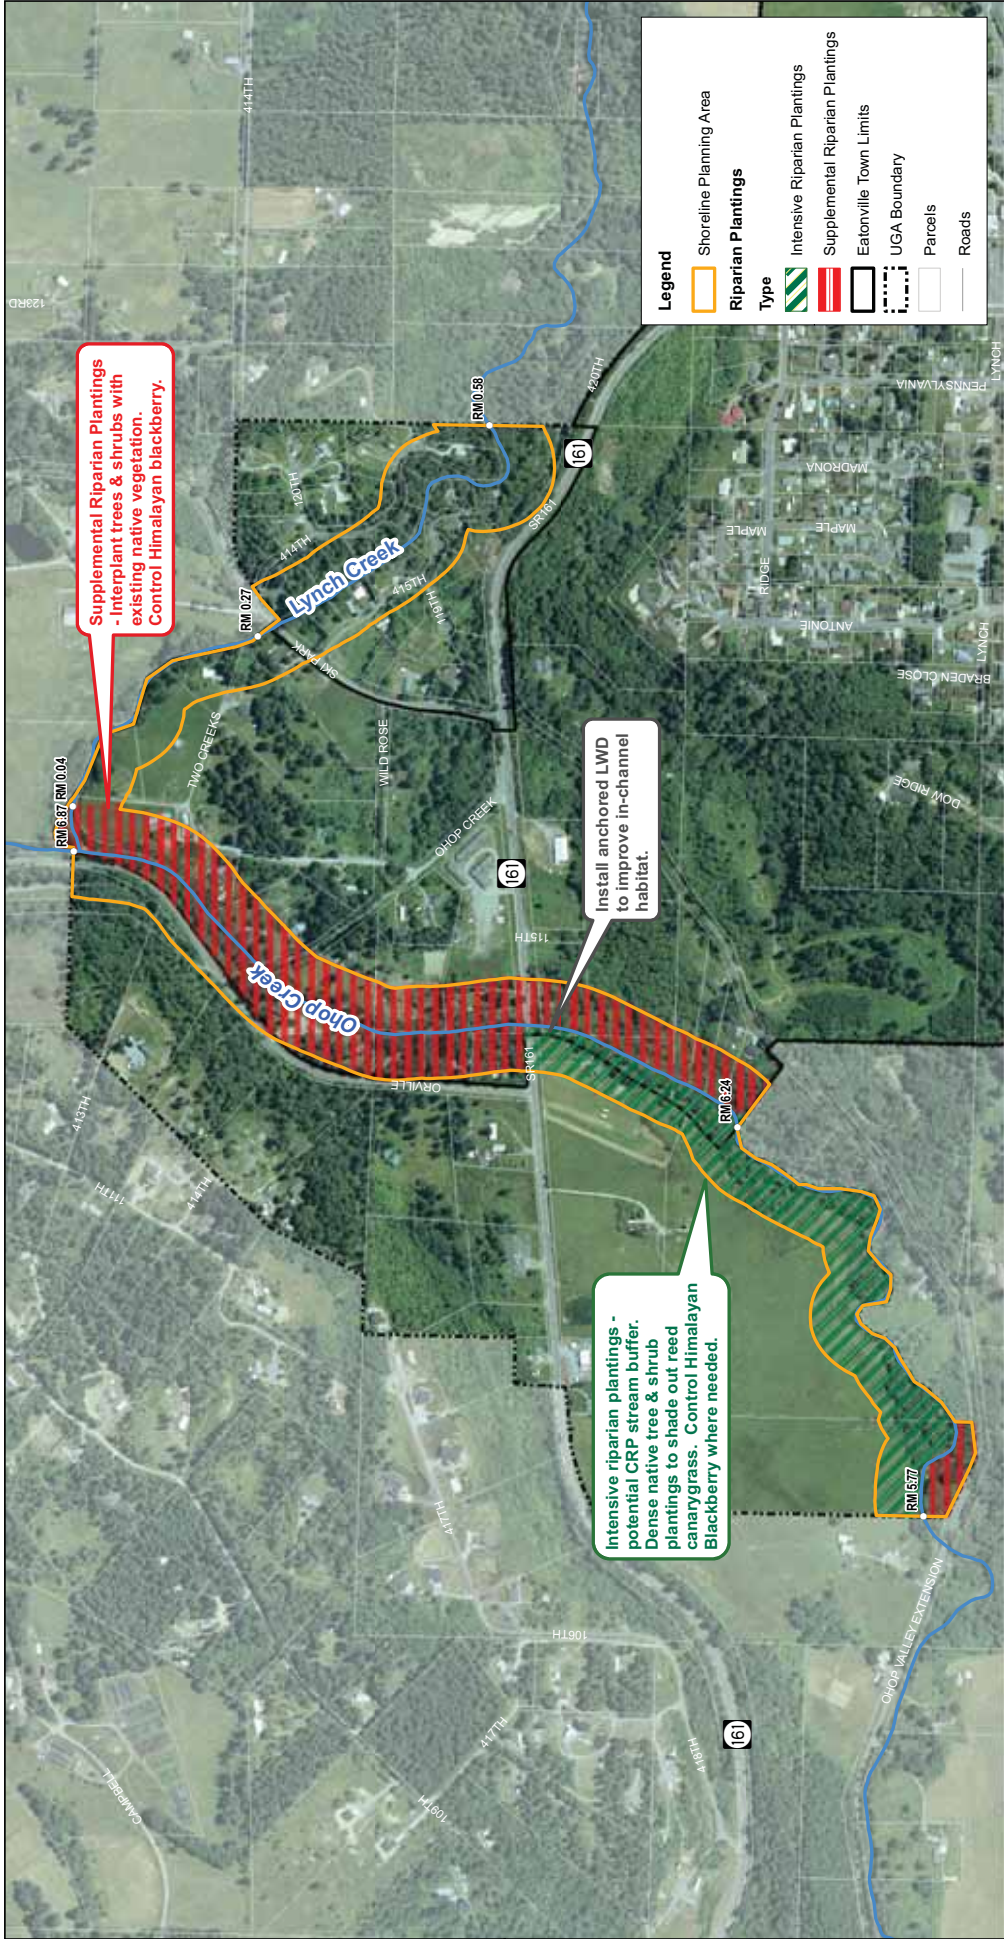 Supplemental Riparian Plantings
- Interplant trees & shrubs with
existing native vegetation.
Control Himalayan blackberry.
Install anchored LWD
to improve in-channel
habitat.
Intensive riparian plantings -
potential CRP stream buffer.
Dense native tree & shrub
plantings to shade out reed
canarygrass. Control Himalayan
Blackberry where needed.
Legend
Shoreline Planning Area
Riparian Plantings
Type
Intensive Riparian Plantings
Supplemental Riparian Plantings
Eatonville Town Limits
UGA Boundary
Parcels
Roads
Ohop Creek
Lynch Creek
RM 6.87
RM 0.04
RM 0.27
RM 0.58
RM 6.24
RM 5.77
161
161
161
CAMPBELL
109TH
417TH
418TH
106TH
417TH
OHOP VALLEY EXTENSION
111TH
413TH
414TH
ORVILLE
SR161
115TH
OHOP CREEK
WILD ROSE
TWO CREEKS
SKI PARK
119TH
415TH
414TH
120TH
SR161
420TH
123RD
414TH
DOW RIDGE
BRADEN CLOSE
LYNCH
ANTONIE
RIDGE
MAPLE
MAPLE
MADRONA
PENNSYLVANIA
LYNCH